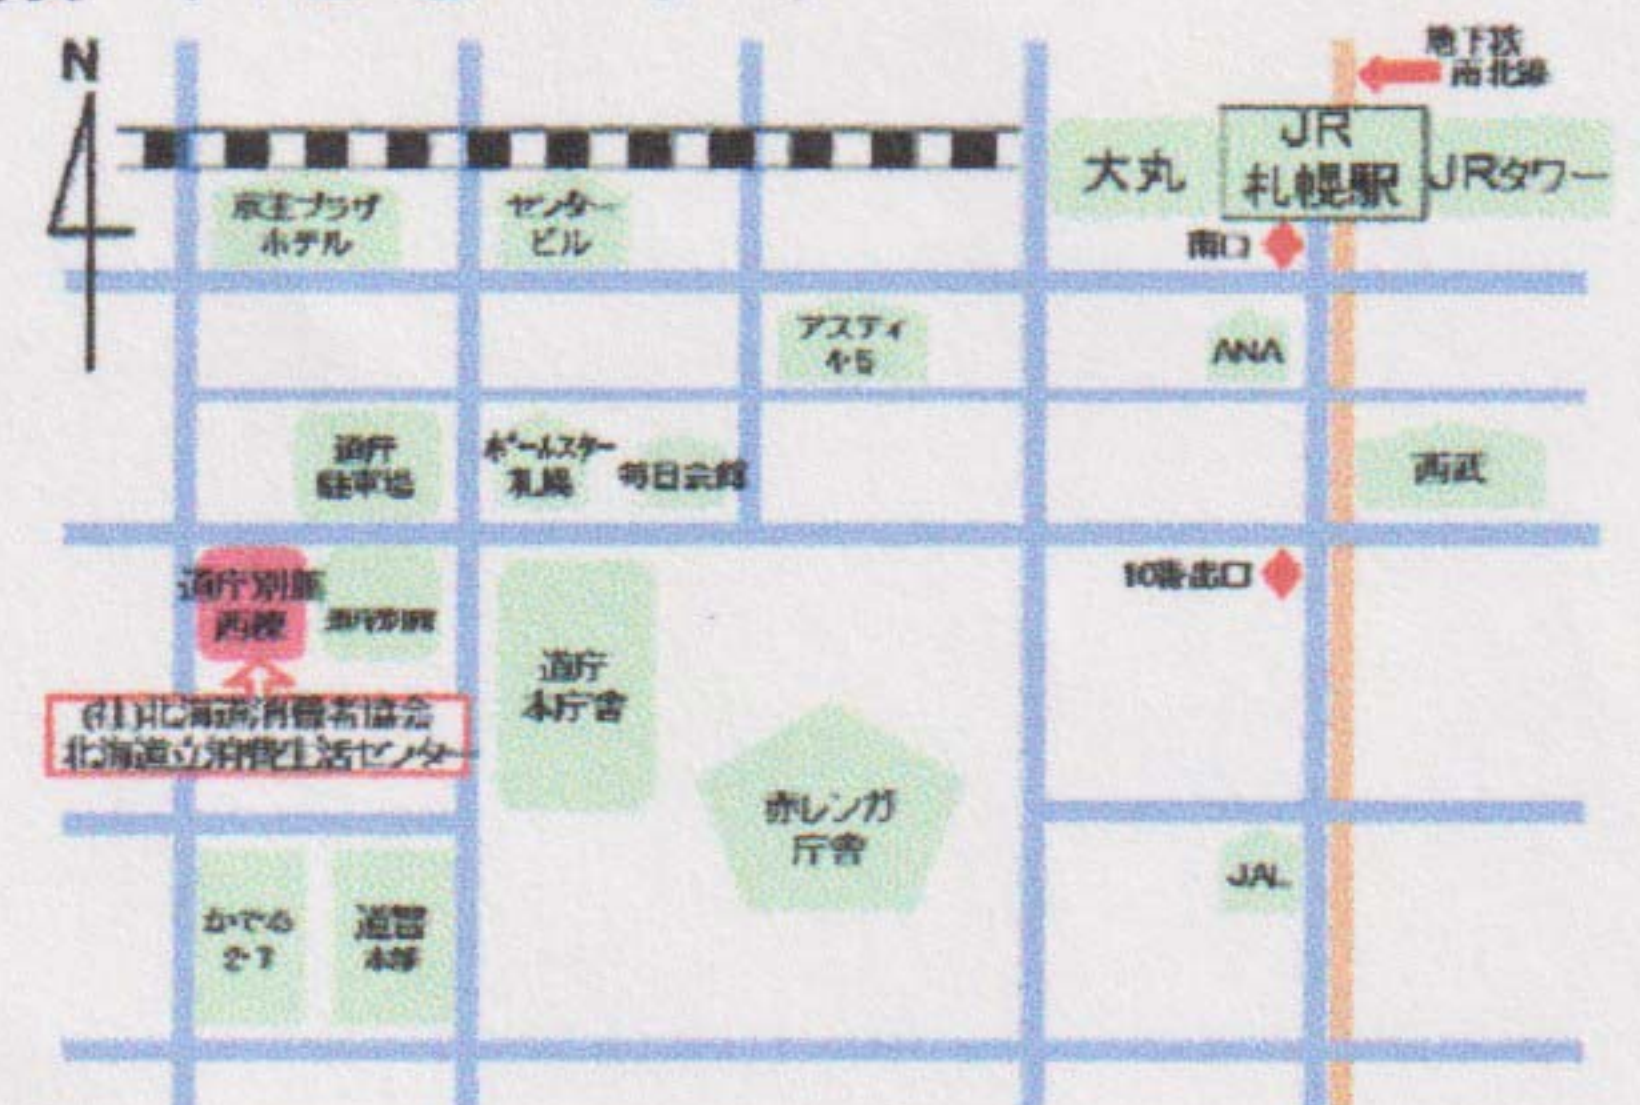 N
地下鉄
南北線
大丸
JR
札幌駅
JRタワー
京王プラザ
ホテル
センター
ビル
南口
アスティ
45
ANA
道庁
駐車場
ポールスター
札幌
毎日会館
西武
道庁別館
西棟
道庁別館
10番出口
(社)北海道消費者協会
北海道立消費生活センター
道庁
本庁舎
赤レンガ
庁舎
JAL
かでる
2・7
道警
本部